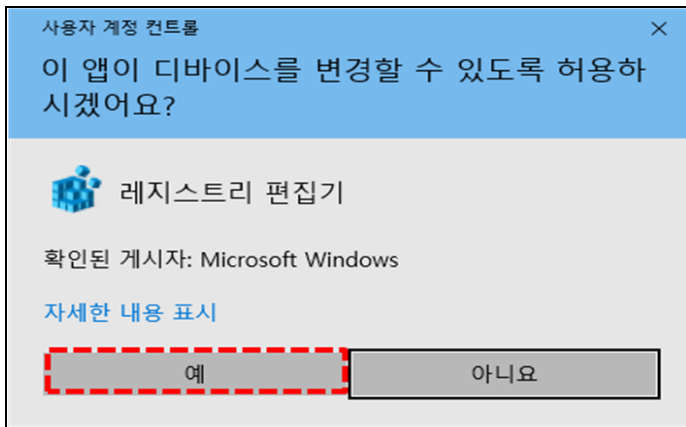 사용자 계정 컨트롤
이 앱이 디바이스를 변경할 수 있도록 허용하
시겠어요?
레지스트리 편집기
확인된 게시자: Microsoft Windows
자세한 내용 표시
예
아니요